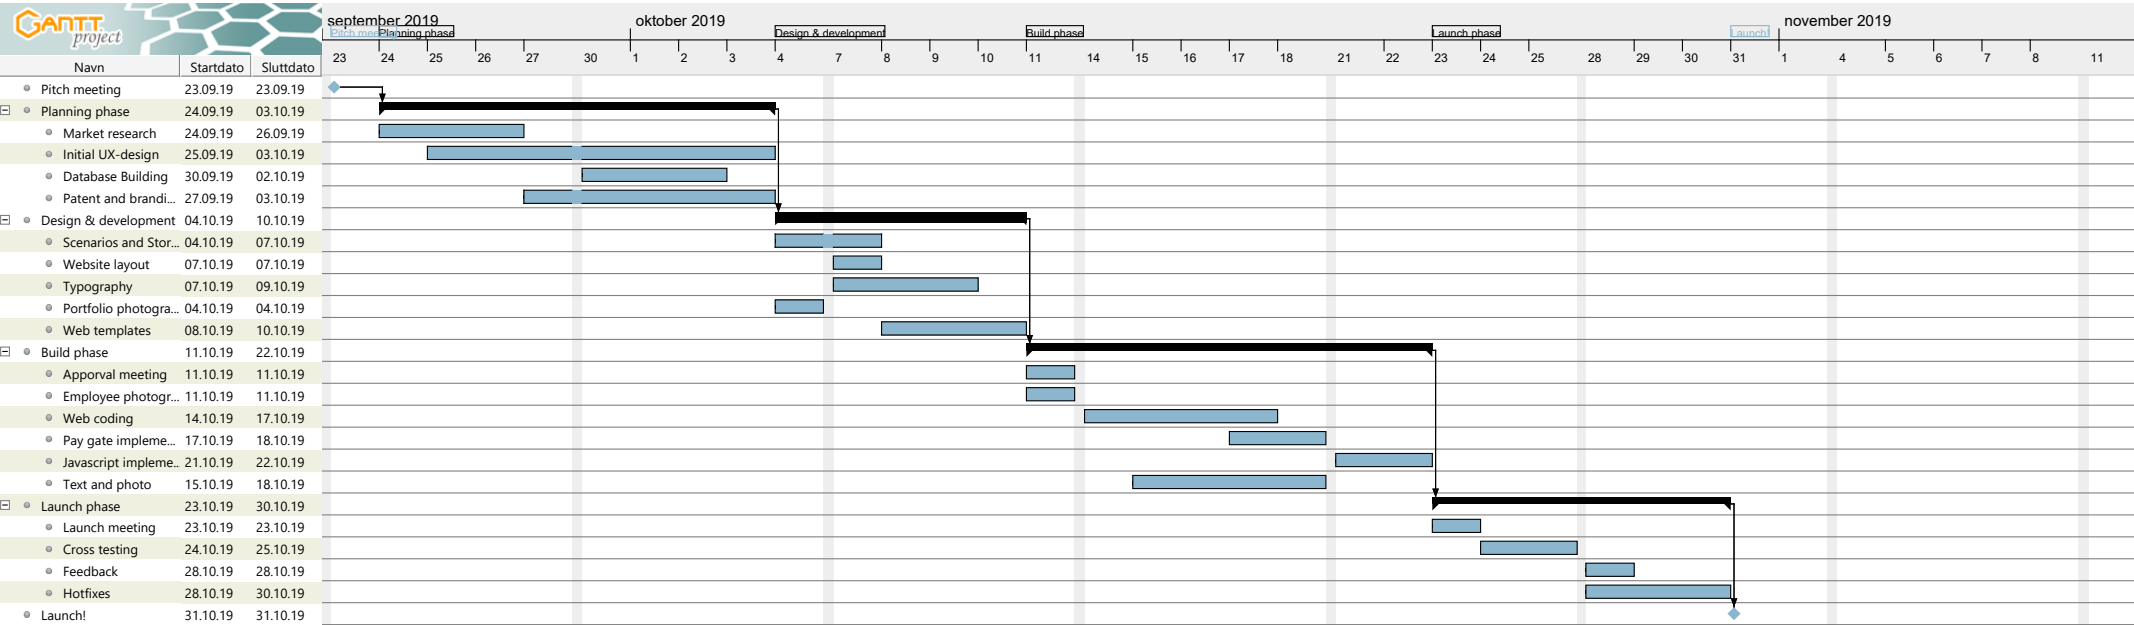 GANTT
project
september 2019 oktober 2019 november 2019
Pitch meeting Planning phase Design & development Build phase Launch phase Launch!
23 24 25 26 27 30 1 2 3 4 7 8 9 10 11 14 15 16 17 18 21 22 23 24 25 28 29 30 31 1 4 5 6 7 8 11
Navn Startdato Sluttdato
Pitch meeting 23.09.19 23.09.19
Planning phase 24.09.19 03.10.19
Market research 24.09.19 26.09.19
Initial UX-design 25.09.19 03.10.19
Database Building 30.09.19 02.10.19
Patent and brandi... 27.09.19 03.10.19
Design & development 04.10.19 10.10.19
Scenarios and Stor... 04.10.19 07.10.19
Website layout 07.10.19 07.10.19
Typography 07.10.19 09.10.19
Portfolio photogra... 04.10.19 04.10.19
Web templates 08.10.19 10.10.19
Build phase 11.10.19 22.10.19
Apporval meeting 11.10.19 11.10.19
Employee photogr... 11.10.19 11.10.19
Web coding 14.10.19 17.10.19
Pay gate impleme... 17.10.19 18.10.19
Javascript impleme... 21.10.19 22.10.19
Text and photo 15.10.19 18.10.19
Launch phase 23.10.19 30.10.19
Launch meeting 23.10.19 23.10.19
Cross testing 24.10.19 25.10.19
Feedback 28.10.19 28.10.19
Hotfixes 28.10.19 30.10.19
Launch! 31.10.19 31.10.19